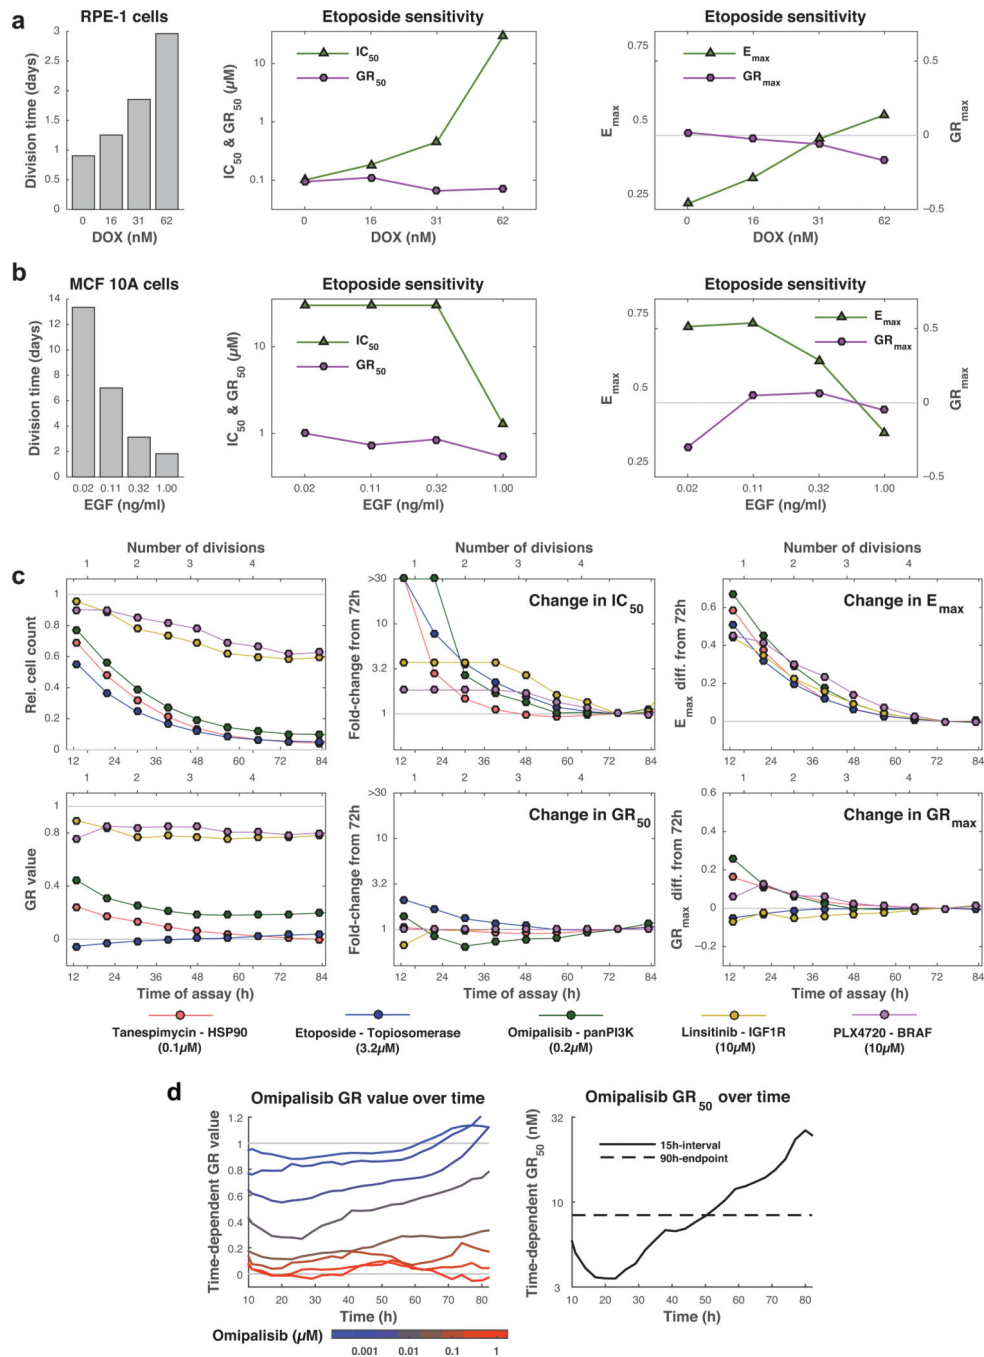 a
RPE-1 cells
Division time (days)
3
2.5
2
1.5
1
0.5
0
0 16 31 62
DOX (nM)
Etoposide sensitivity
IC50 & GR50 (µM)
10
1
0.1
IC50
GR50
0 16 31 62
DOX (nM)
Etoposide sensitivity
Emax
0.75
0.5
0.25
Emax
GRmax
0.5
0
−0.5
GRmax
0 16 31 62
DOX (nM)
b
MCF 10A cells
Division time (days)
14
12
10
8
6
4
2
0
0.02 0.11 0.32 1.00
EGF (ng/ml)
Etoposide sensitivity
IC50 & GR50 (µM)
10
1
IC50
GR50
0.02 0.11 0.32 1.00
EGF (ng/ml)
Etoposide sensitivity
Emax
0.75
0.5
0.25
Emax
GRmax
0.5
0
−0.5
GRmax
0.02 0.11 0.32 1.00
EGF (ng/ml)
c
Number of divisions
1 2 3 4
Rel. cell count
1
0.8
0.6
0.4
0.2
0
12 24 36 48 60 72 84
Number of divisions
1 2 3 4
Change in IC50
Fold-change from 72h
>30
10
3.2
1
12 24 36 48 60 72 84
Number of divisions
1 2 3 4
Change in Emax
Emax diff. from 72h
0.6
0.4
0.2
0
12 24 36 48 60 72 84
1 2 3 4
GR value
1
0.8
0.4
0
12 24 36 48 60 72 84
Time of assay (h)
1 2 3 4
Change in GR50
Fold-change from 72h
>30
10
3.2
1
12 24 36 48 60 72 84
Time of assay (h)
1 2 3 4
Change in GRmax
GRmax diff. from 72h
0.6
0.4
0.2
0
−0.2
12 24 36 48 60 72 84
Time of assay (h)
Tanespimycin - HSP90
(0.1µM)
Etoposide - Topiosomerase
(3.2µM)
Omipalisib - panPI3K
(0.2µM)
Linsitinib - IGF1R
(10µM)
PLX4720 - BRAF
(10µM)
d
Omipalisib GR value over time
Time-dependent GR value
1.2
1
0.8
0.6
0.4
0.2
0
10 20 30 40 50 60 70 80
Time (h)
Omipalisib (µM)
0.001 0.01 0.1 1
Omipalisib GR50 over time
Time-dependent GR50 (nM)
32
10
3
15h-interval
90h-endpoint
10 20 30 40 50 60 70 80
Time (h)